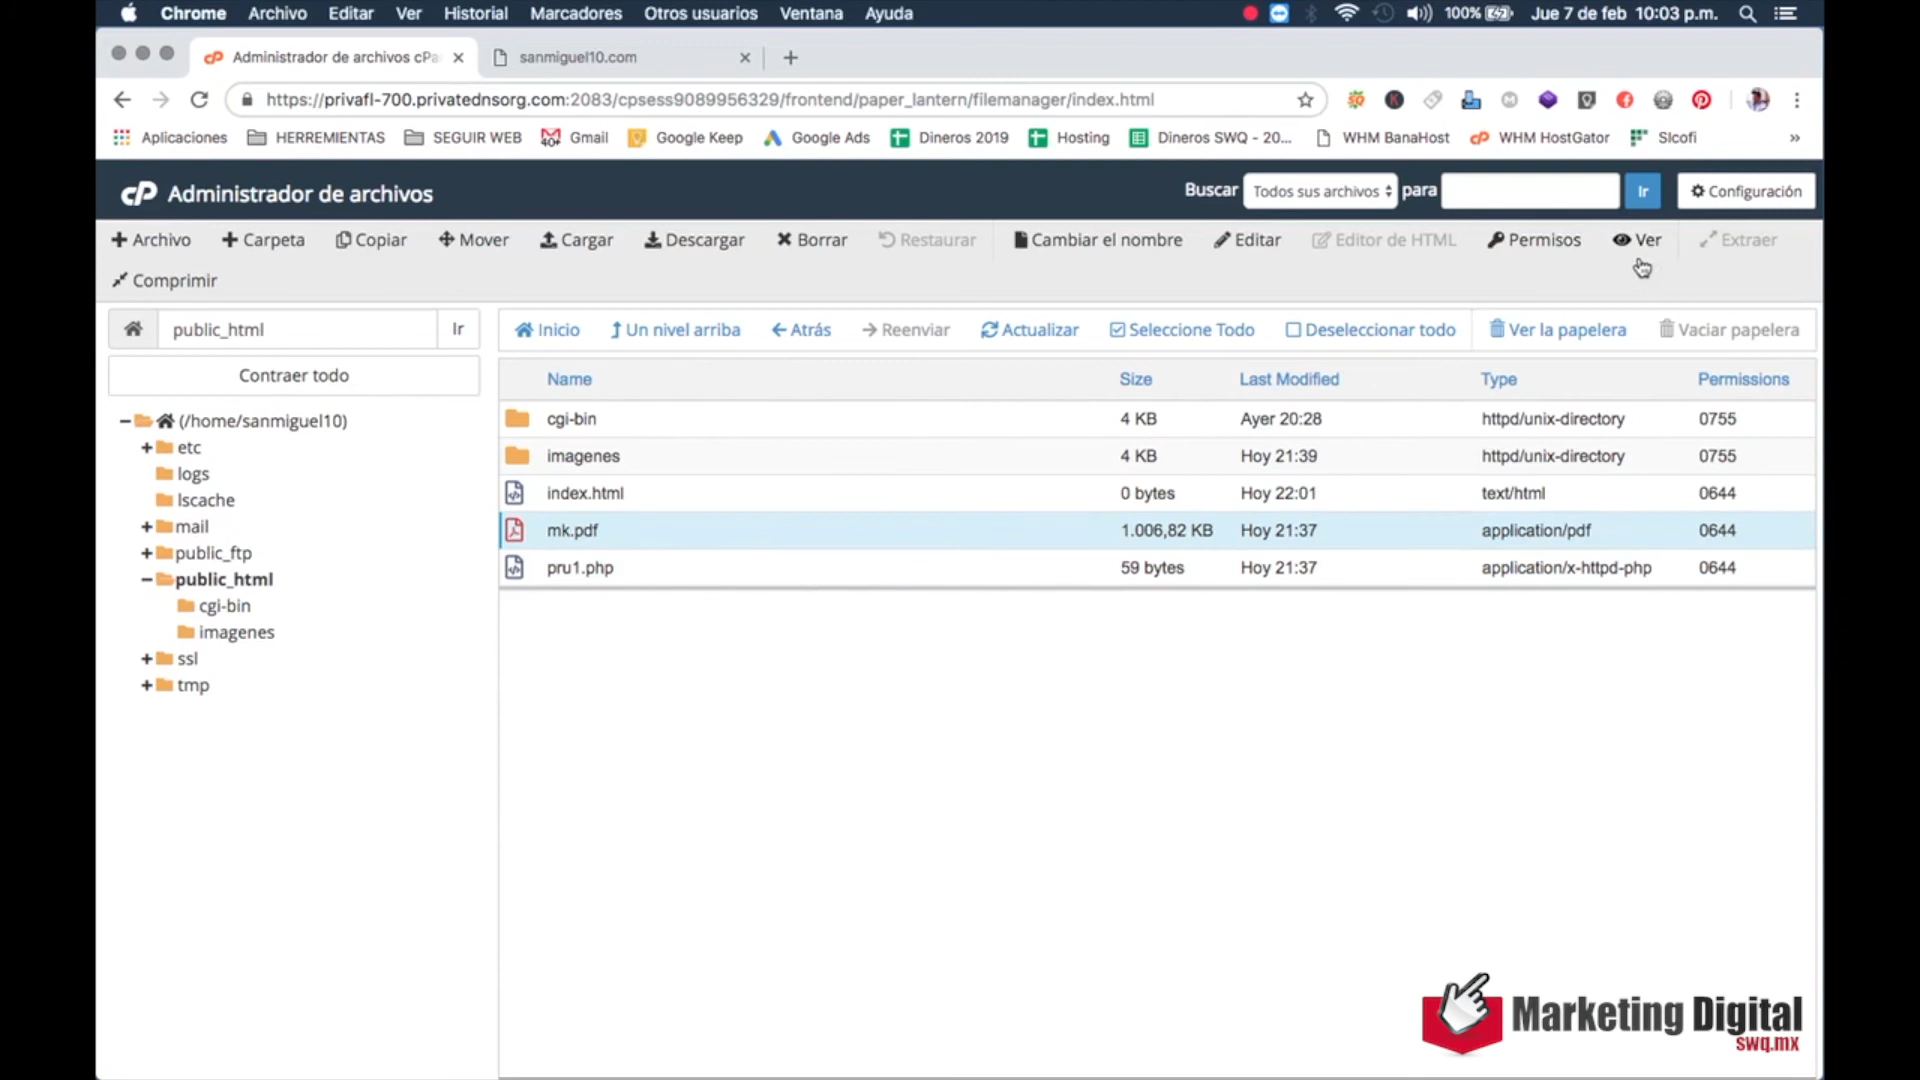 Chrome Archivo Editar Ver Historial Marcadores Otros usuarios Ventana Ayuda 100% Jue 7 de feb 10:03 p.m.
Administrador de archivos cPa sanmiguel10.com
https://privafl-700.privatednsorg.com:2083/cpsess9089956329/frontend/paper_lantern/filemanager/index.html
Aplicaciones HERREMIENTAS SEGUIR WEB Gmail Google Keep Google Ads Dineros 2019 Hosting Dineros SWQ - 20... WHM BanaHost WHM HostGator SIcofi »
cP Administrador de archivos Buscar Todos sus archivos para Ir Configuración
Archivo Carpeta Copiar Mover Cargar Descargar Borrar Restaurar Cambiar el nombre Editar Editor de HTML Permisos Ver Extraer
Comprimir
public_html Ir Inicio Un nivel arriba Atrás Reenviar Actualizar Seleccione Todo Deseleccionar todo Ver la papelera Vaciar papelera
Contraer todo
Name Size Last Modified Type Permissions
cgi-bin 4 KB Ayer 20:28 httpd/unix-directory 0755
imagenes 4 KB Hoy 21:39 httpd/unix-directory 0755
index.html 0 bytes Hoy 22:01 text/html 0644
mk.pdf 1.006,82 KB Hoy 21:37 application/pdf 0644
pru1.php 59 bytes Hoy 21:37 application/x-httpd-php 0644
(/home/sanmiguel10)
etc
logs
lscache
mail
public_ftp
public_html
cgi-bin
imagenes
ssl
tmp
Marketing Digital
swq.mx